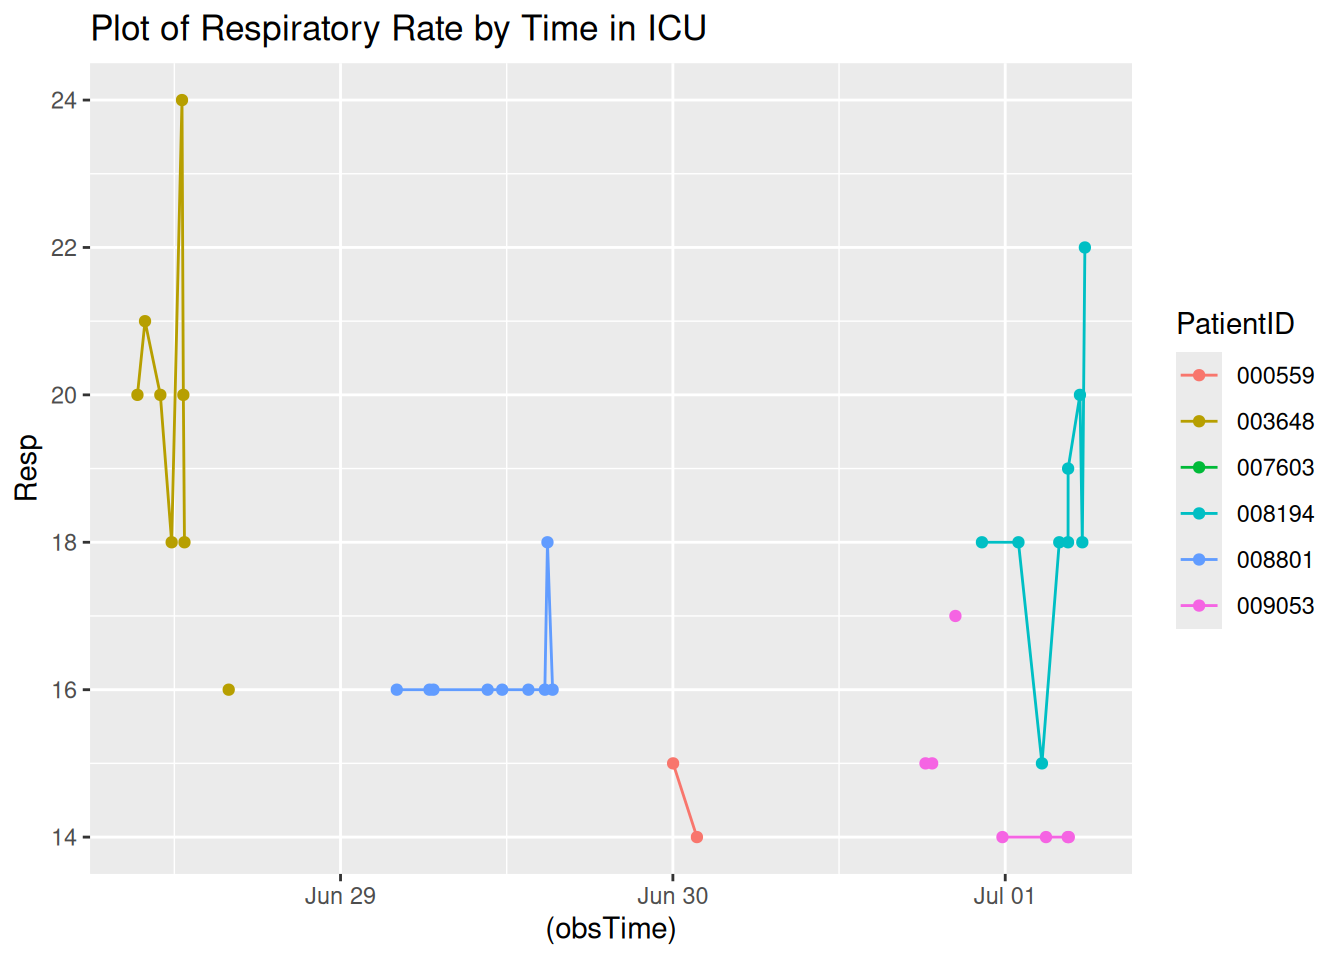 Plot of Respiratory Rate by Time in ICU
24
22
20
18
16
14
Resp
Jun 29
Jun 30
Jul 01
(obsTime)
PatientID
000559
003648
007603
008194
008801
009053